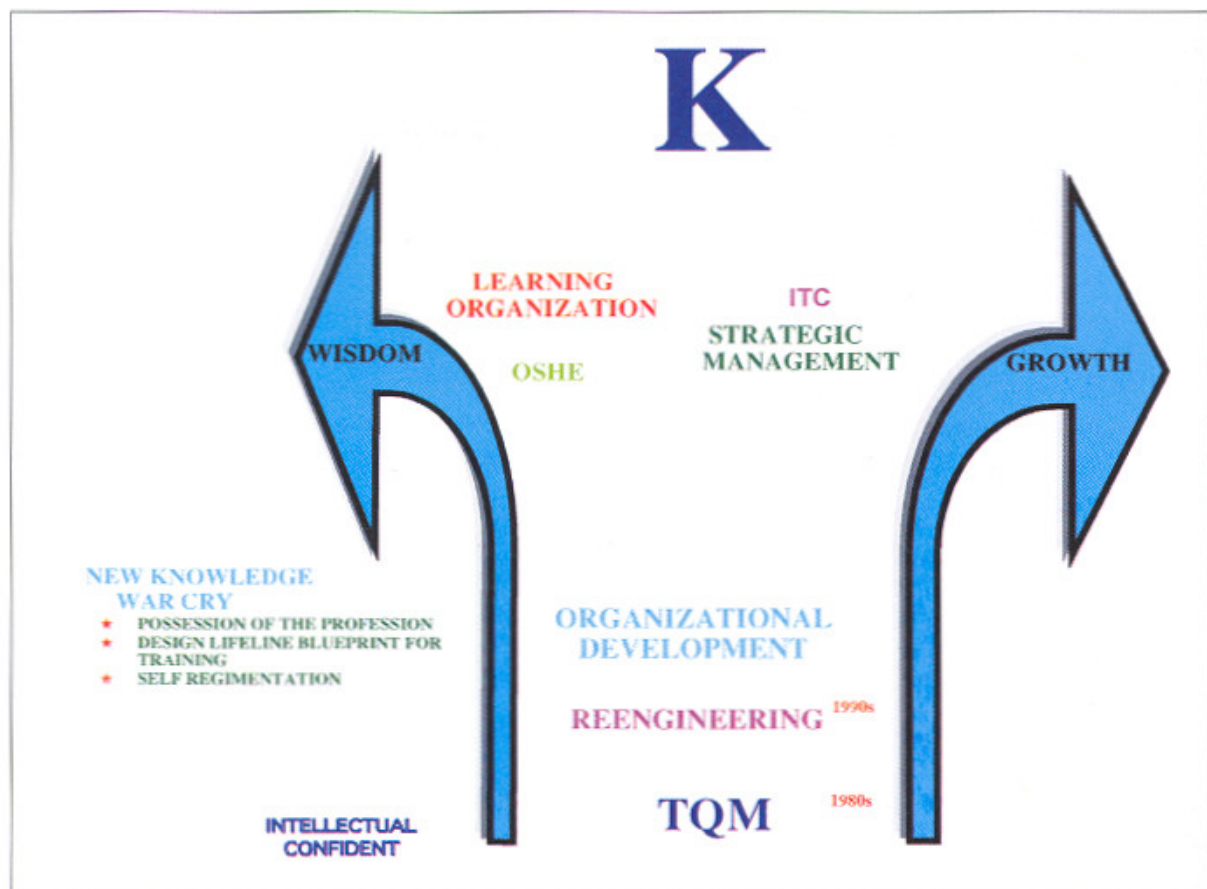 K
LEARNING
ORGANIZATION
ITC
STRATEGIC
MANAGEMENT
WISDOM
OSHE
GROWTH
NEW KNOWLEDGE
WAR CRY
★ POSSESSION OF THE PROFESSION
★ DESIGN LIFELINE BLUEPRINT FOR
TRAINING
★ SELF REGIMENTATION
ORGANIZATIONAL
DEVELOPMENT
REENGINEERING 1990s
TQM 1980s
INTELLECTUAL
CONFIDENT